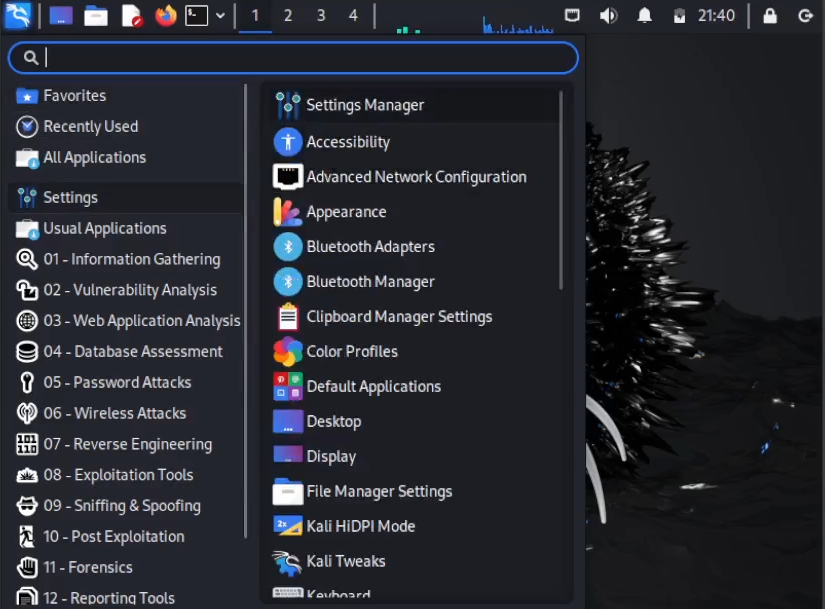 1 2 3 4 21:40
Favorites
Recently Used
All Applications
Settings
Usual Applications
01 - Information Gathering
02 - Vulnerability Analysis
03 - Web Application Analysis
04 - Database Assessment
05 - Password Attacks
06 - Wireless Attacks
07 - Reverse Engineering
08 - Exploitation Tools
09 - Sniffing & Spoofing
10 - Post Exploitation
11 - Forensics
12 - Reporting Tools
Settings Manager
Accessibility
Advanced Network Configuration
Appearance
Bluetooth Adapters
Bluetooth Manager
Clipboard Manager Settings
Color Profiles
Default Applications
Desktop
Display
File Manager Settings
2x
Kali HiDPI Mode
Kali Tweaks
Keyboard